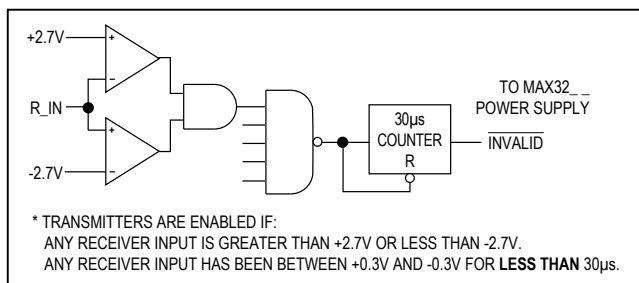 +2.7V
+
-
R_IN
+
-
-2.7V
30µs
COUNTER
R
TO MAX32_ _
POWER SUPPLY
INVALID
* TRANSMITTERS ARE ENABLED IF:
ANY RECEIVER INPUT IS GREATER THAN +2.7V OR LESS THAN -2.7V.
ANY RECEIVER INPUT HAS BEEN BETWEEN +0.3V AND -0.3V FOR LESS THAN 30µs.